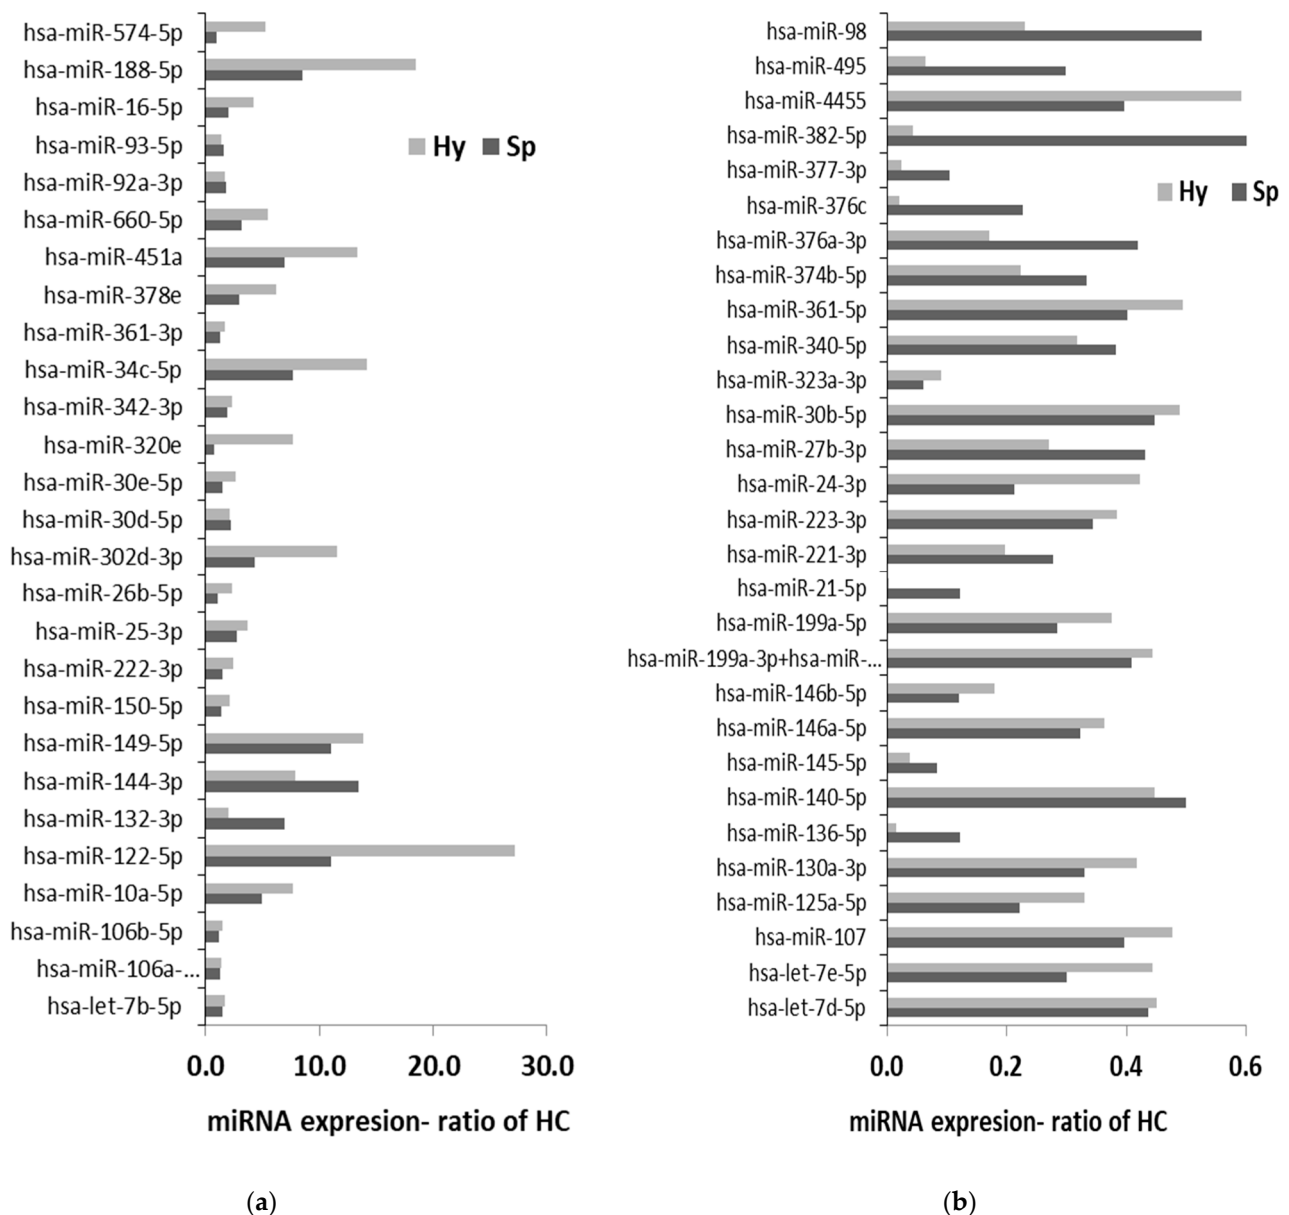 hsa-miR-574-5p
hsa-miR-188-5p
hsa-miR-16-5p
hsa-miR-93-5p
hsa-miR-92a-3p
hsa-miR-660-5p
hsa-miR-451a
hsa-miR-378e
hsa-miR-361-3p
hsa-miR-34c-5p
hsa-miR-342-3p
hsa-miR-320e
hsa-miR-30e-5p
hsa-miR-30d-5p
hsa-miR-302d-3p
hsa-miR-26b-5p
hsa-miR-25-3p
hsa-miR-222-3p
hsa-miR-150-5p
hsa-miR-149-5p
hsa-miR-144-3p
hsa-miR-132-3p
hsa-miR-122-5p
hsa-miR-10a-5p
hsa-miR-106b-5p
hsa-miR-106a-...
hsa-let-7b-5p
Hy Sp
0.0 10.0 20.0 30.0
miRNA expresion- ratio of HC
(a)
hsa-miR-98
hsa-miR-495
hsa-miR-4455
hsa-miR-382-5p
hsa-miR-377-3p
hsa-miR-376c
hsa-miR-376a-3p
hsa-miR-374b-5p
hsa-miR-361-5p
hsa-miR-340-5p
hsa-miR-323a-3p
hsa-miR-30b-5p
hsa-miR-27b-3p
hsa-miR-24-3p
hsa-miR-223-3p
hsa-miR-221-3p
hsa-miR-21-5p
hsa-miR-199a-5p
hsa-miR-199a-3p+hsa-miR-...
hsa-miR-146b-5p
hsa-miR-146a-5p
hsa-miR-145-5p
hsa-miR-140-5p
hsa-miR-136-5p
hsa-miR-130a-3p
hsa-miR-125a-5p
hsa-miR-107
hsa-let-7e-5p
hsa-let-7d-5p
Hy Sp
0.0 0.2 0.4 0.6
miRNA expresion- ratio of HC
(b)